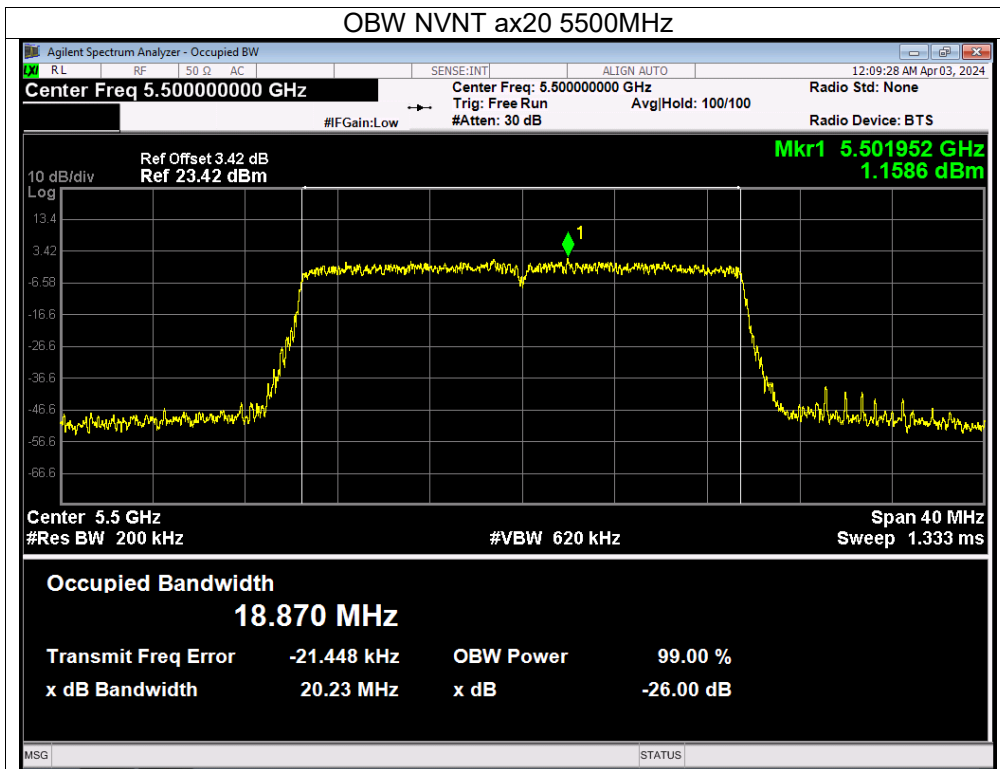 OBW NVNT ax20 5500MHz
Agilent Spectrum Analyzer - Occupied BW
LXI RL RF 50 Ω AC SENSE:INT ALIGN AUTO 12:09:28 AM Apr 03, 2024
Center Freq 5.500000000 GHz Center Freq: 5.500000000 GHz Radio Std: None
Trig: Free Run Avg|Hold: 100/100
#IFGain:Low #Atten: 30 dB Radio Device: BTS
Mkr1 5.501952 GHz
1.1586 dBm
Ref Offset 3.42 dB
10 dB/div Ref 23.42 dBm
Log
13.4
1
3.42
-6.58
-16.6
-26.6
-36.6
-46.6
-56.6
-66.6
Center 5.5 GHz Span 40 MHz
#Res BW 200 kHz #VBW 620 kHz Sweep 1.333 ms
Occupied Bandwidth
18.870 MHz
Transmit Freq Error -21.448 kHz OBW Power 99.00 %
x dB Bandwidth 20.23 MHz x dB -26.00 dB
MSG STATUS